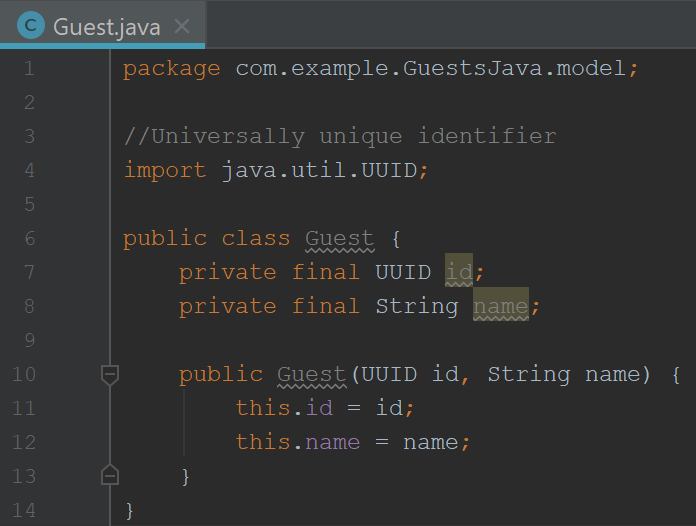 C Guest.java ×
1 package com.example.GuestsJava.model;
2
3 //Universally unique identifier
4 import java.util.UUID;
5
6 public class Guest {
7     private final UUID id;
8     private final String name;
9
10     public Guest(UUID id, String name) {
11         this.id = id;
12         this.name = name;
13     }
14 }